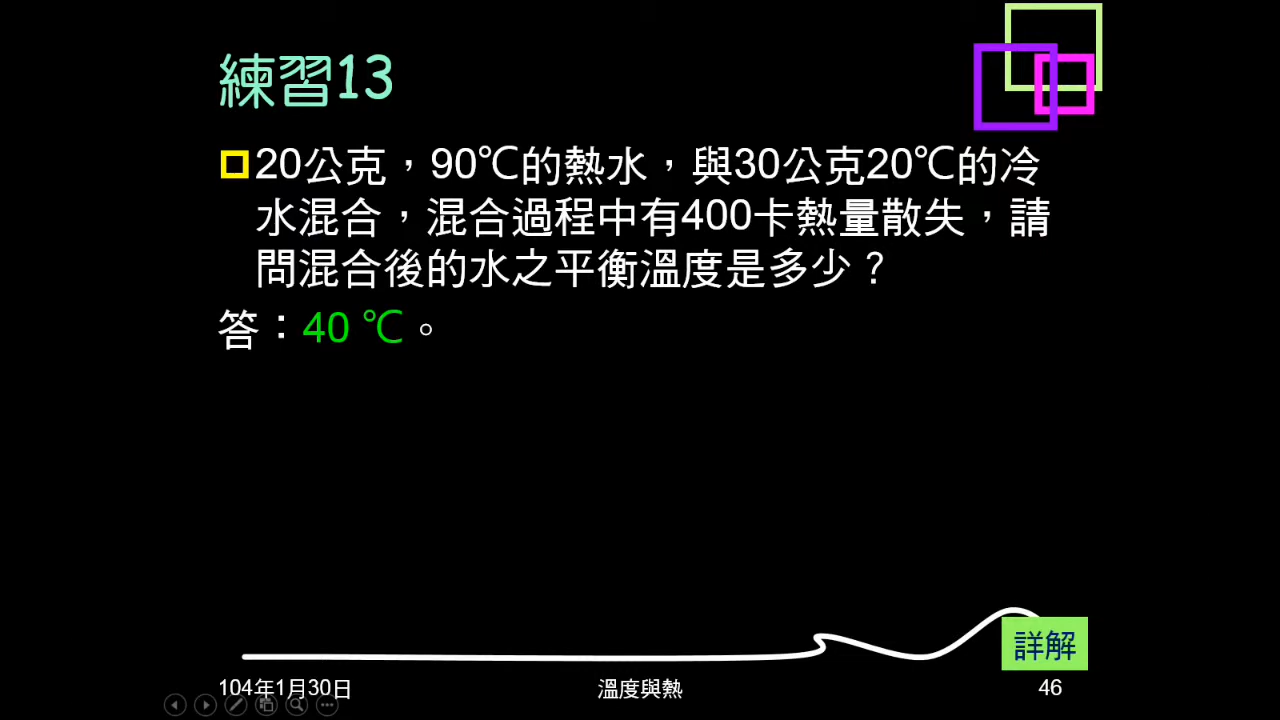 練習13
20公克，90℃的熱水，與30公克20℃的冷
水混合，混合過程中有400卡熱量散失，請
問混合後的水之平衡溫度是多少？
答：40 ℃。
詳解
104年1月30日
溫度與熱
46